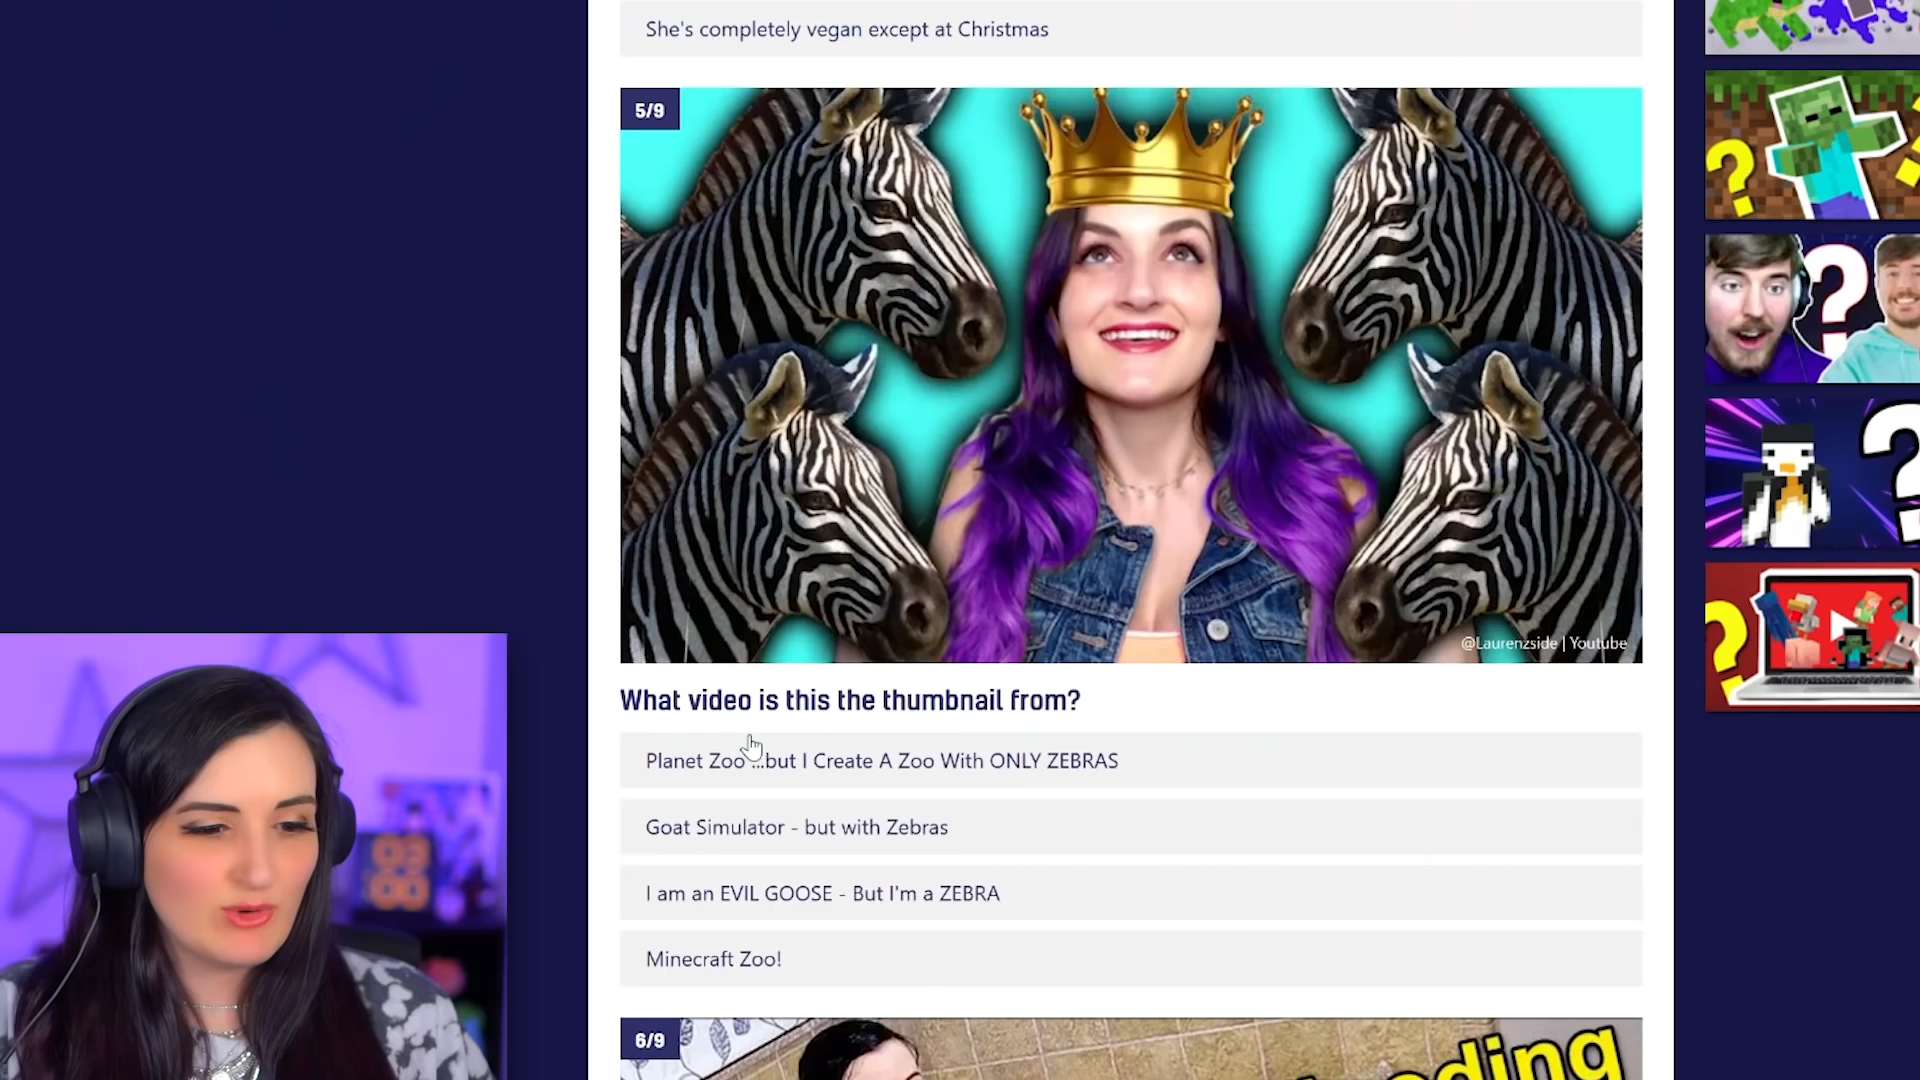 She's completely vegan except at Christmas
5/9
@Laurenzside | Youtube
What video is this the thumbnail from?
Planet Zoo ...but I Create A Zoo With ONLY ZEBRAS
Goat Simulator - but with Zebras
I am an EVIL GOOSE - But I'm a ZEBRA
Minecraft Zoo!
6/9
?
?
?
?
?